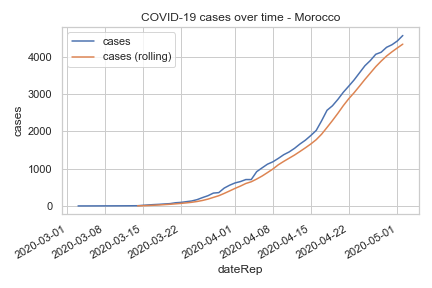 COVID-19 cases over time - Morocco
cases
cases (rolling)
4000
3000
2000
1000
0
cases
2020-03-01
2020-03-08
2020-03-15
2020-03-22
2020-04-01
2020-04-08
2020-04-15
2020-04-22
2020-05-01
dateRep